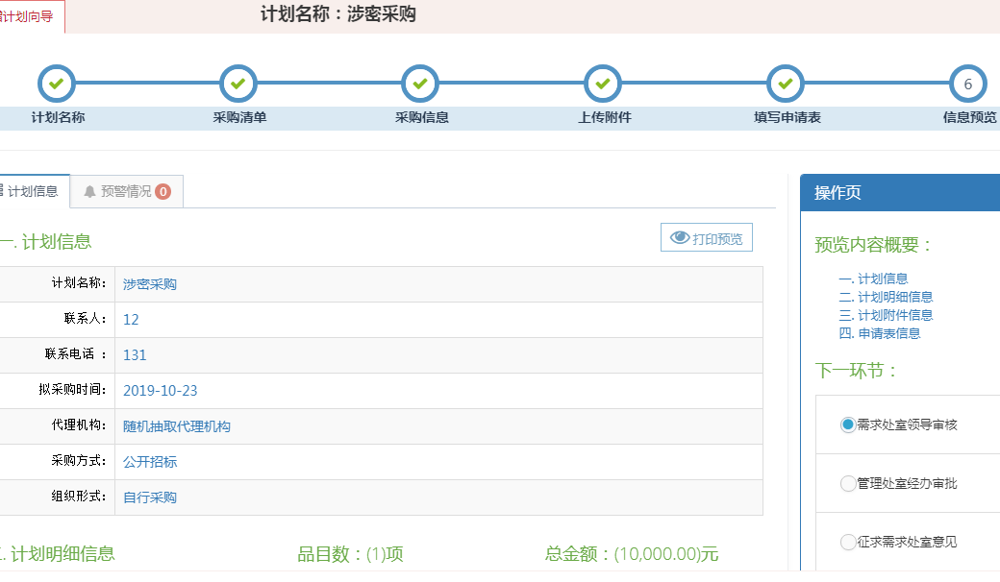 计划向导
计划名称：涉密采购
6
计划名称 采购清单 采购信息 上传附件 填写申请表 信息预览
计划信息 预警情况 0
一. 计划信息
打印预览
计划名称： 涉密采购
联系人： 12
联系电话 ： 131
拟采购时间： 2019-10-23
代理机构： 随机抽取代理机构
采购方式： 公开招标
组织形式： 自行采购
. 计划明细信息 品目数：(1)项 总金额：(10,000.00)元
操作页
预览内容概要：
一. 计划信息
二. 计划明细信息
三. 计划附件信息
四. 申请表信息
下一环节：
需求处室领导审核
管理处室经办审批
征求需求处室意见